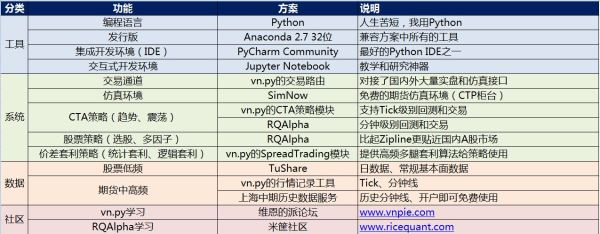 分类 功能 方案 说明
工具 编程语言 Python 人生苦短，我用Python
发行版 Anaconda 2.7 32位 兼容方案中所有的工具
集成开发环境（IDE） PyCharm Community 最好的Python IDE之一
交互式开发环境 Jupyter Notebook 教学和研究神器
系统 交易通道 vn.py的交易路由 对接了国内外大量实盘和仿真接口
仿真环境 SimNow 免费的期货仿真环境（CTP柜台）
CTA策略（趋势、震荡） vn.py的CTA策略模块 支持Tick级别回测和交易
RQAlpha 分钟级别回测和交易
股票策略（选股、多因子） RQAlpha 比起Zipline更贴近国内A股市场
价差套利策略（统计套利、逻辑套利） vn.py的SpreadTrading模块 提供高频多腿套利算法给策略使用
数据 股票低频 TuShare 日数据、常规基本面数据
期货中高频 vn.py的行情记录工具 Tick、分钟线
上海中期历史数据服务 历史分钟线、开户即可免费使用
社区 vn.py学习 维恩的派论坛 www.vnpie.com
RQAlpha学习 米筐社区 www.ricequant.com